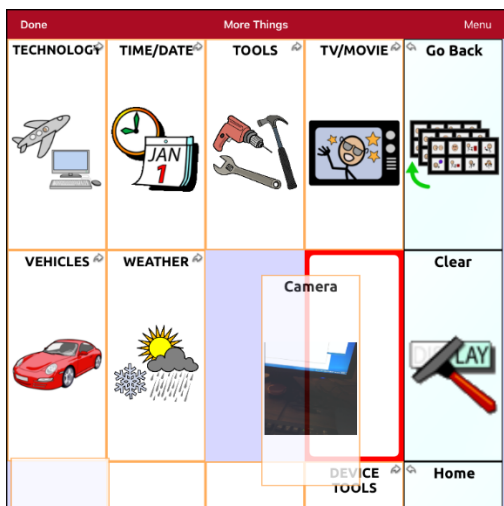 Done More Things Menu
TECHNOLOGY TIME/DATE TOOLS TV/MOVIE Go Back
JAN
1
VEHICLES WEATHER Clear
Camera
LAY
DEVICE Home
TOOLS